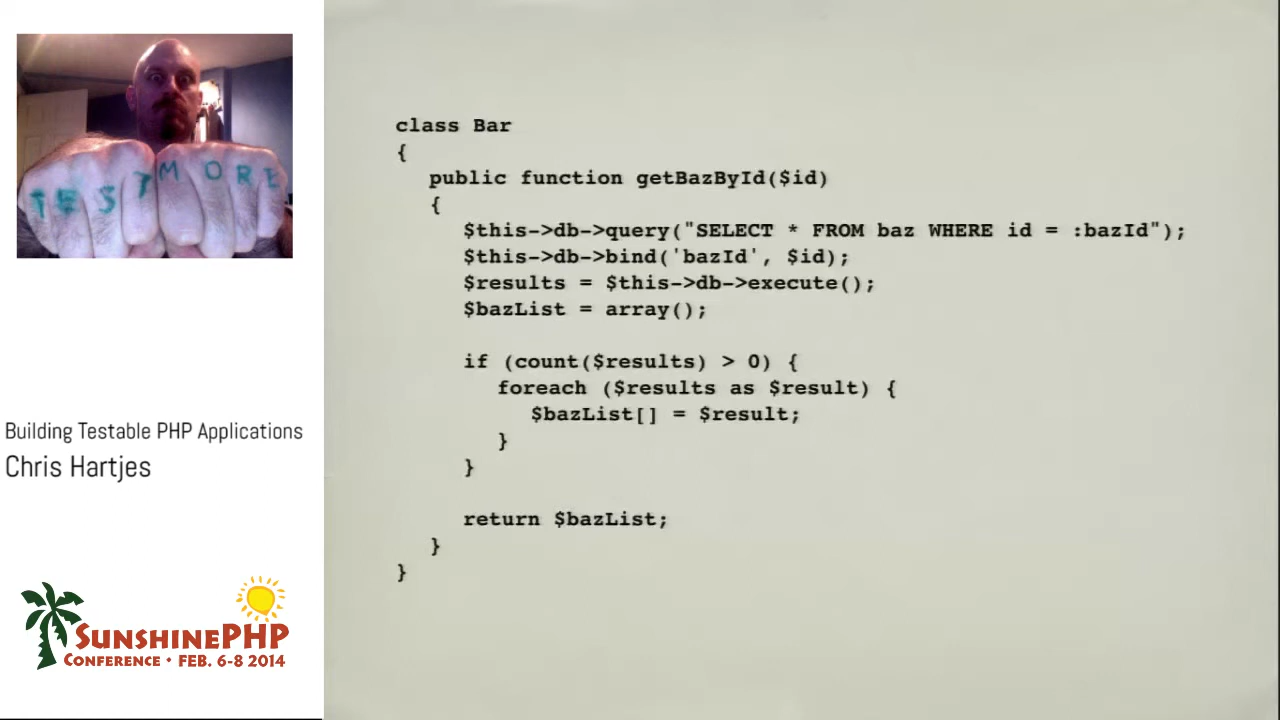 TEST MORE
Building Testable PHP Applications
Chris Hartjes
SUNSHINEPHP
CONFERENCE • FEB. 6-8 2014
class Bar
{
public function getBazById($id)
{
$this->db->query("SELECT * FROM baz WHERE id = :bazId");
$this->db->bind('bazId', $id);
$results = $this->db->execute();
$bazList = array();
if (count($results) > 0) {
foreach ($results as $result) {
$bazList[] = $result;
}
}
return $bazList;
}
}